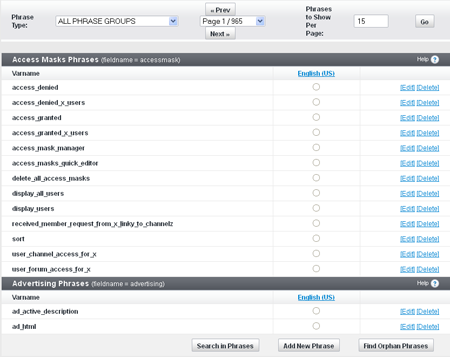 Phrase Type: ALL PHRASE GROUPS « Prev Page 1 / 965 Next » Phrases to Show Per Page: 15 Go
Access Masks Phrases (fieldname = accessmask) Help ?
Varname English (US)
access_denied [Edit] [Delete]
access_denied_x_users [Edit] [Delete]
access_granted [Edit] [Delete]
access_granted_x_users [Edit] [Delete]
access_mask_manager [Edit] [Delete]
access_masks_quick_editor [Edit] [Delete]
delete_all_access_masks [Edit] [Delete]
display_all_users [Edit] [Delete]
display_users [Edit] [Delete]
received_member_request_from_x_linky_to_channelz [Edit] [Delete]
sort [Edit] [Delete]
user_channel_access_for_x [Edit] [Delete]
user_forum_access_for_x [Edit] [Delete]
Advertising Phrases (fieldname = advertising) Help ?
Varname English (US)
ad_active_description [Edit] [Delete]
ad_html [Edit] [Delete]
Search in Phrases Add New Phrase Find Orphan Phrases